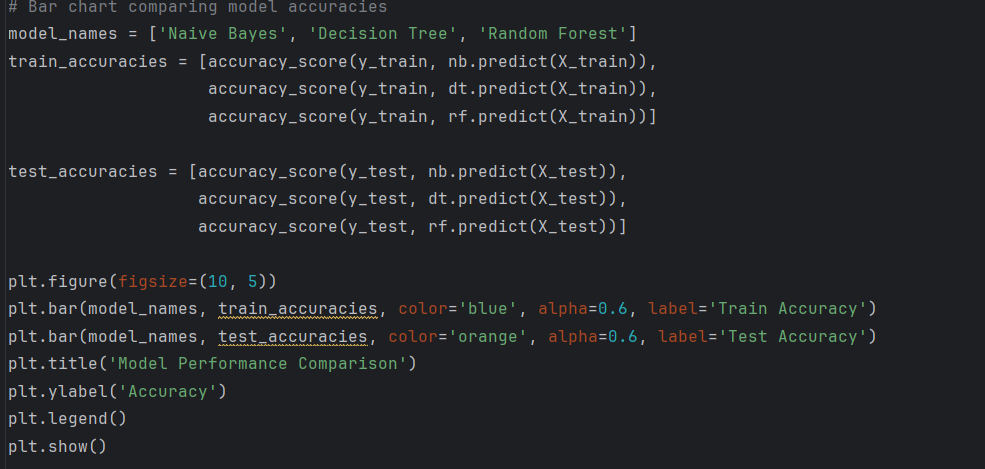 # Bar chart comparing model accuracies
model_names = ['Naive Bayes', 'Decision Tree', 'Random Forest']
train_accuracies = [accuracy_score(y_train, nb.predict(X_train)),
                    accuracy_score(y_train, dt.predict(X_train)),
                    accuracy_score(y_train, rf.predict(X_train))]

test_accuracies = [accuracy_score(y_test, nb.predict(X_test)),
                   accuracy_score(y_test, dt.predict(X_test)),
                   accuracy_score(y_test, rf.predict(X_test))]

plt.figure(figsize=(10, 5))
plt.bar(model_names, train_accuracies, color='blue', alpha=0.6, label='Train Accuracy')
plt.bar(model_names, test_accuracies, color='orange', alpha=0.6, label='Test Accuracy')
plt.title('Model Performance Comparison')
plt.ylabel('Accuracy')
plt.legend()
plt.show()